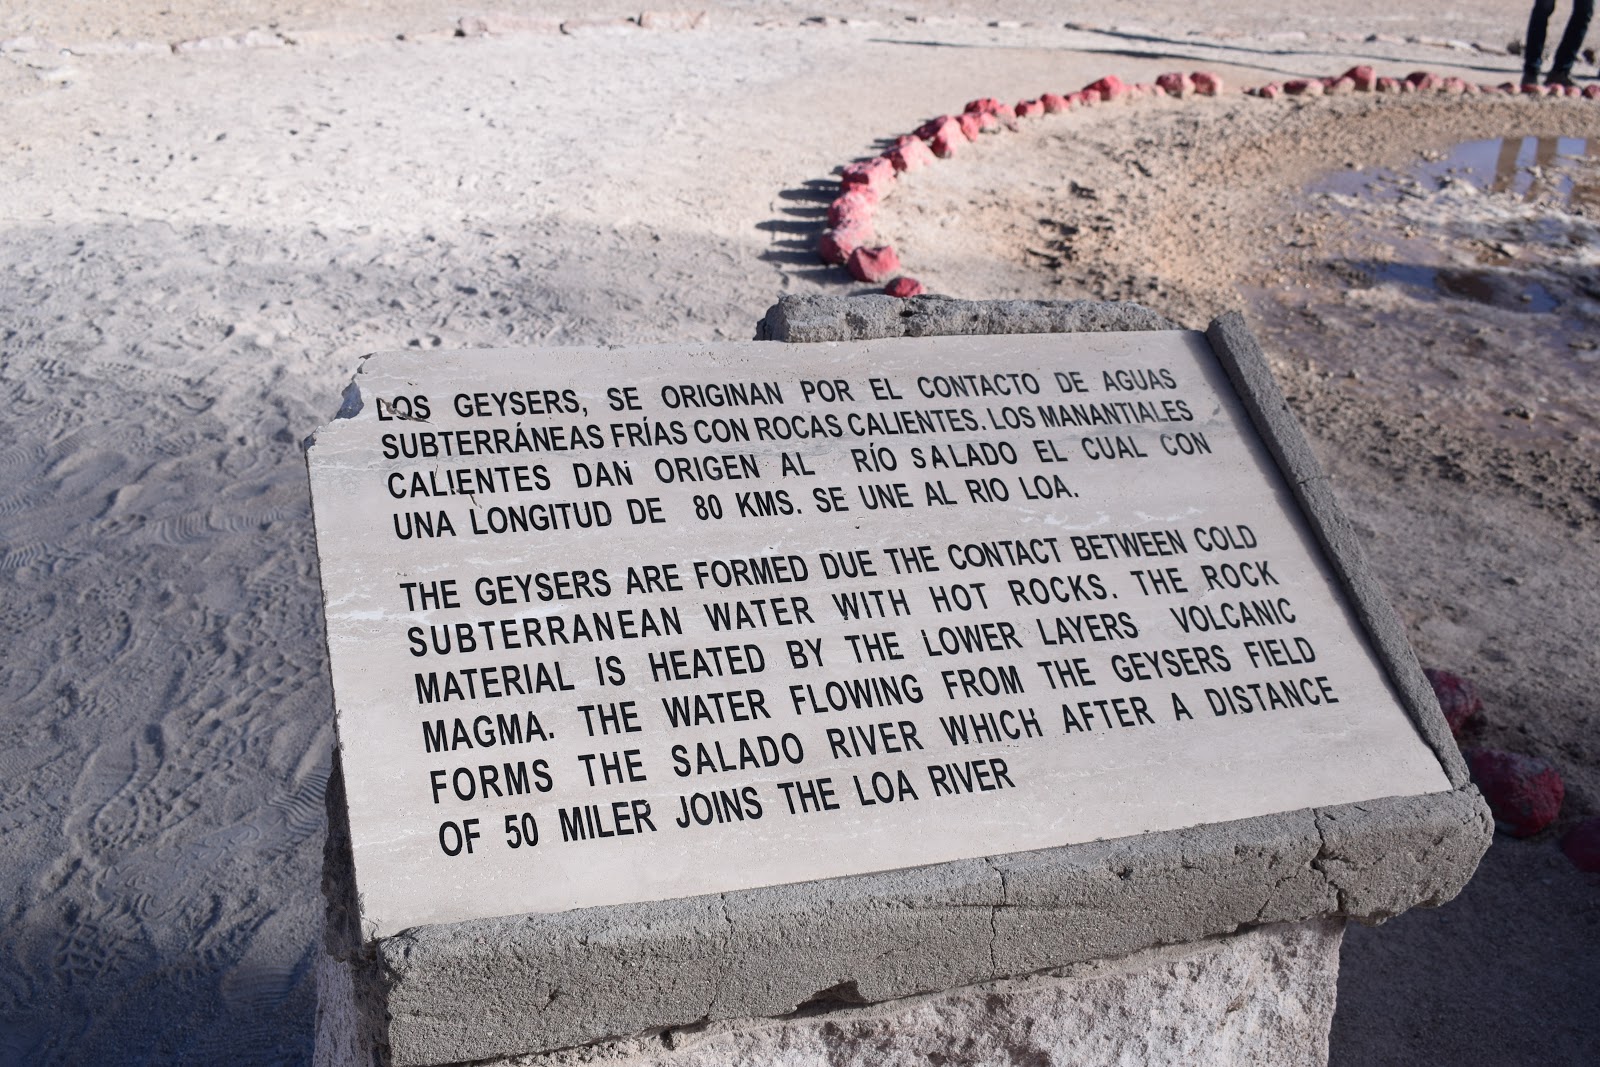 LOS GEYSERS, SE ORIGINAN POR EL CONTACTO DE AGUAS
SUBTERRÁNEAS FRÍAS CON ROCAS CALIENTES. LOS MANANTIALES
CALIENTES DAN ORIGEN AL RÍO SALADO EL CUAL CON
UNA LONGITUD DE 80 KMS. SE UNE AL RIO LOA.
THE GEYSERS ARE FORMED DUE THE CONTACT BETWEEN COLD
SUBTERRANEAN WATER WITH HOT ROCKS. THE ROCK
MATERIAL IS HEATED BY THE LOWER LAYERS VOLCANIC
MAGMA. THE WATER FLOWING FROM THE GEYSERS FIELD
FORMS THE SALADO RIVER WHICH AFTER A DISTANCE
OF 50 MILER JOINS THE LOA RIVER